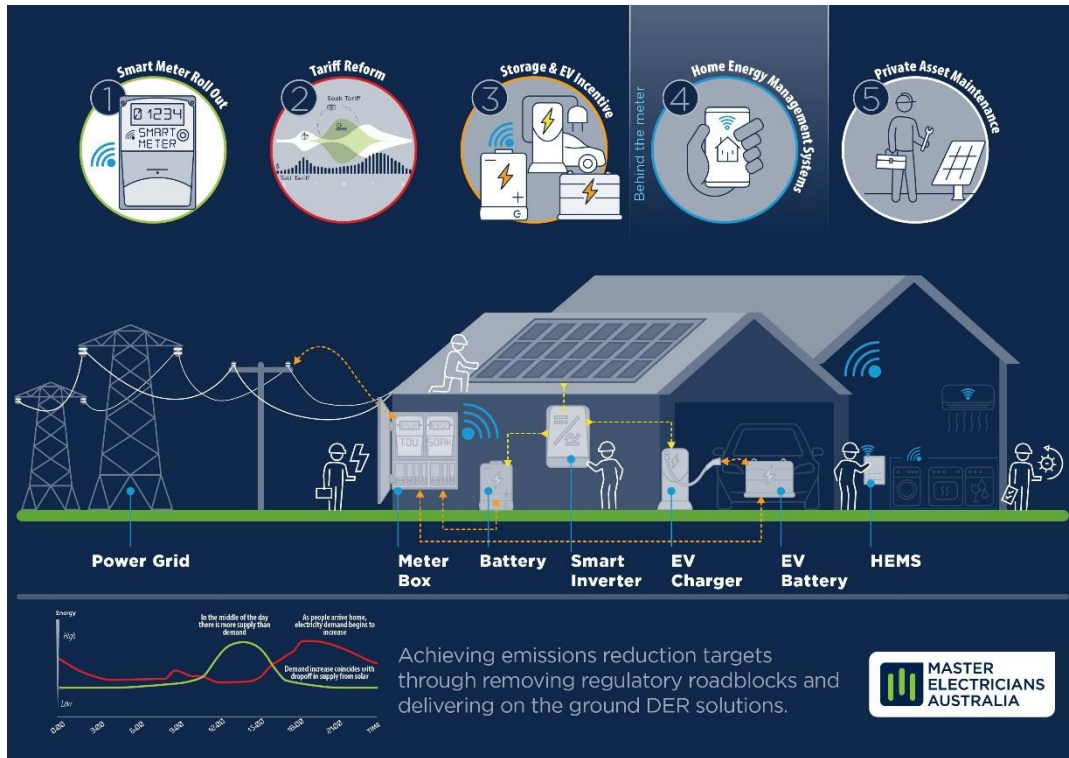 1
Smart Meter Roll Out
01234
SMART
METER
2
Tariff Reform
Soak Tariff
$
3
Storage & EV Incentive
Behind the meter
4
Home Energy Management Systems
5
Private Asset Maintenance
TOU
SOAK
Power Grid
Meter
Box
Battery
Smart
Inverter
EV
Charger
EV
Battery
HEMS
Energy
High
Low
In the middle of the day
there is more supply than
demand
As people arrive home,
electricity demand begins to
increase
Demand increase coincides with
dropoff in supply from solar
0:00
3:00
6:00
9:00
12:00
15:00
18:00
21:00
TIME
Achieving emissions reduction targets
through removing regulatory roadblocks and
delivering on the ground DER solutions.
MASTER
ELECTRICIANS
AUSTRALIA